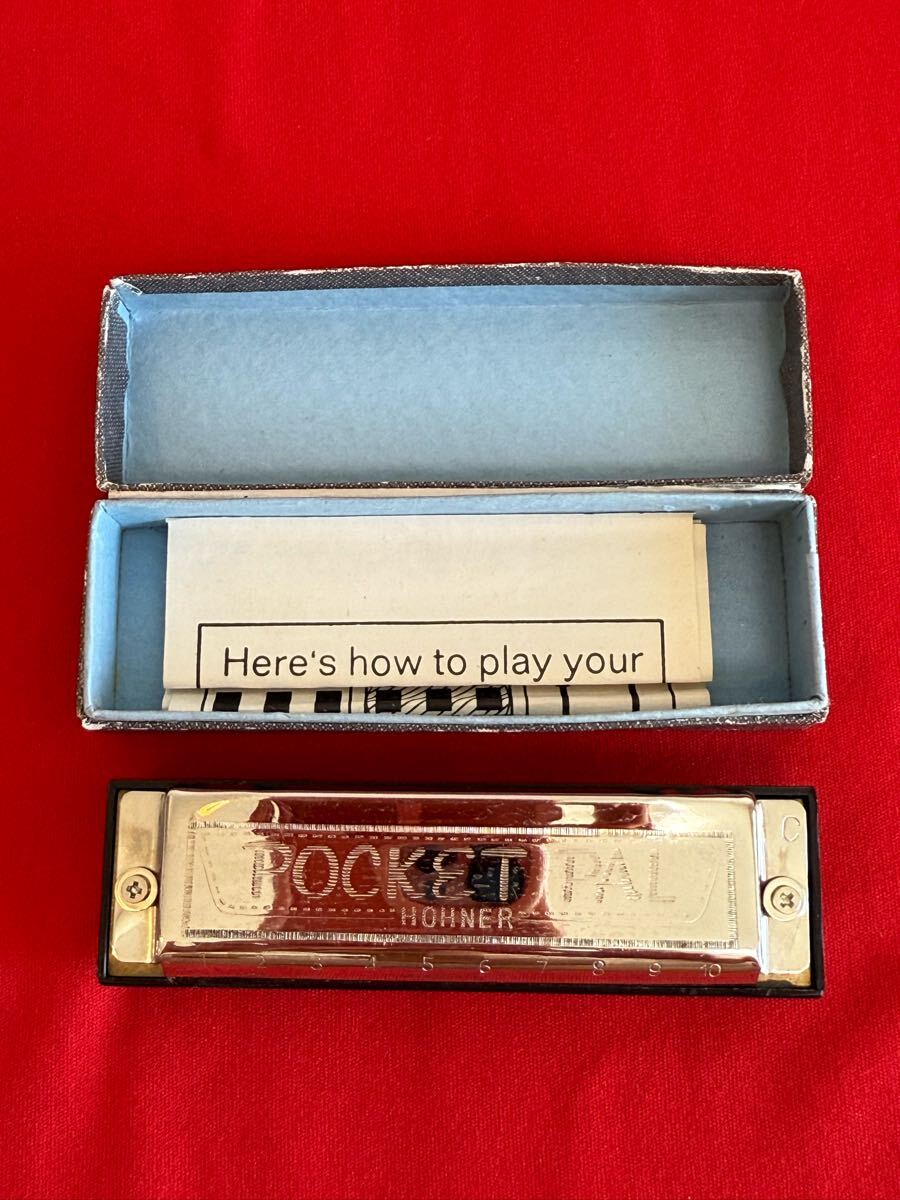 Here's how to play your
C
POCKET PAL
HOHNER
1 2 3 4 5 6 7 8 9 10